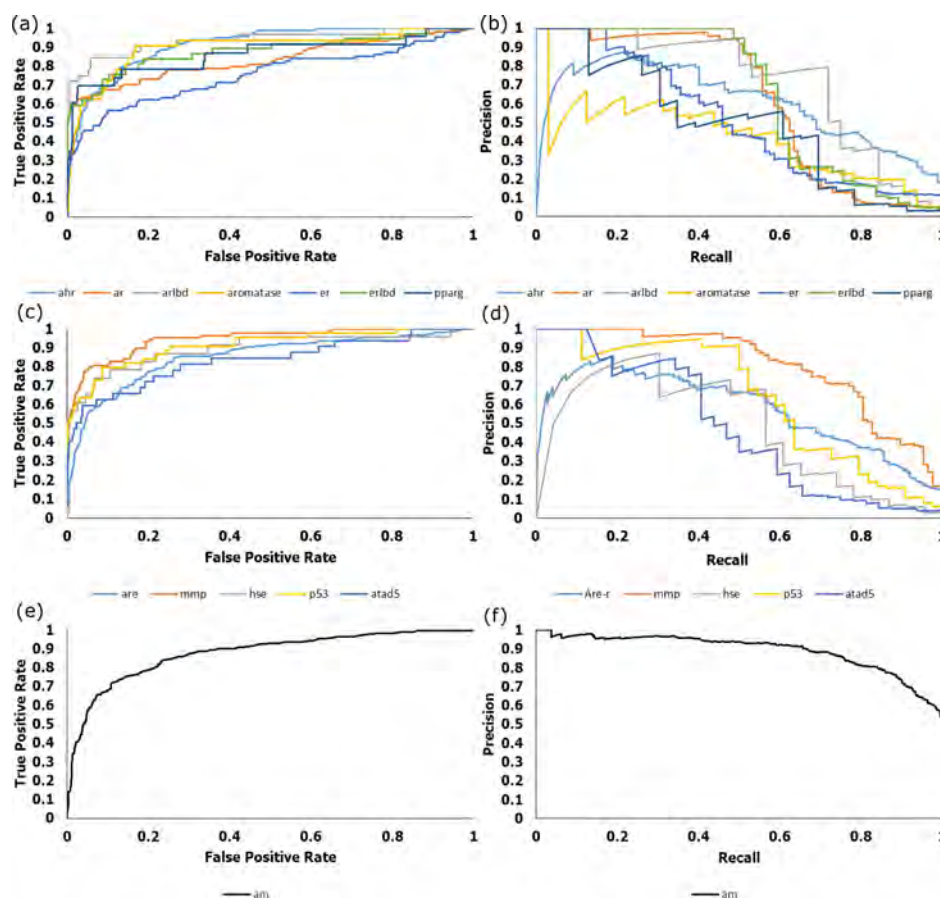 (a)
True Positive Rate
1
0.9
0.8
0.7
0.6
0.5
0.4
0.3
0.2
0.1
0
0 0.2 0.4 0.6 0.8 1
False Positive Rate
ahr ar arlbd aromatase er erlbd pparg
(b)
Precision
1
0.9
0.8
0.7
0.6
0.5
0.4
0.3
0.2
0.1
0
0 0.2 0.4 0.6 0.8 1
Recall
ahr ar arlbd aromatase er erlbd pparg
(c)
True Positive Rate
1
0.9
0.8
0.7
0.6
0.5
0.4
0.3
0.2
0.1
0
0 0.2 0.4 0.6 0.8 1
False Positive Rate
are mmp hse p53 atad5
(d)
Precision
1
0.9
0.8
0.7
0.6
0.5
0.4
0.3
0.2
0.1
0
0 0.2 0.4 0.6 0.8 1
Recall
Are-r mmp hse p53 atad5
(e)
True Positive Rate
1
0.9
0.8
0.7
0.6
0.5
0.4
0.3
0.2
0.1
0
0 0.2 0.4 0.6 0.8 1
False Positive Rate
am
(f)
Precision
1
0.9
0.8
0.7
0.6
0.5
0.4
0.3
0.2
0.1
0
0 0.2 0.4 0.6 0.8 1
Recall
am